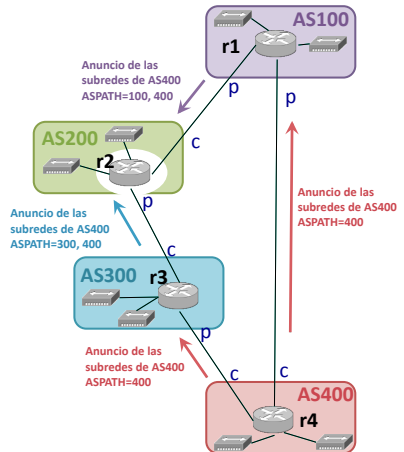 AS100
r1
Anuncio de las
subredes de AS400
ASPATH=100, 400
p
p
c
AS200
r2
p
Anuncio de las
subredes de AS400
ASPATH=400
Anuncio de las
subredes de AS400
ASPATH=300, 400
c
AS300
r3
p
Anuncio de las
subredes de AS400
ASPATH=400
c
c
AS400
r4